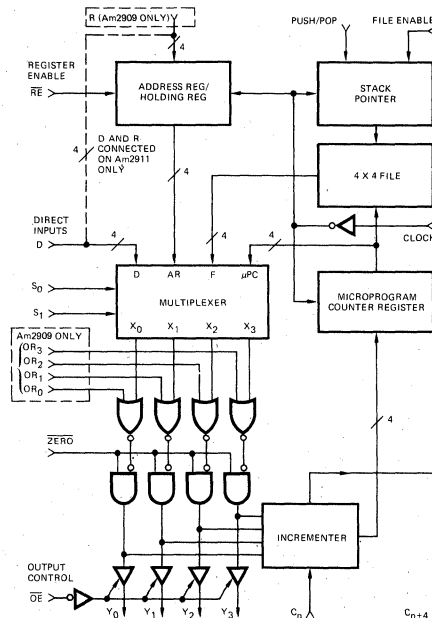 R (Am2909 ONLY)
PUSH/POP
FILE ENABLE
4
REGISTER
ENABLE
RE
ADDRESS REG/
HOLDING REG
STACK
POINTER
4
D AND R
CONNECTED
ON Am2911
ONLY
4
4 X 4 FILE
DIRECT
INPUTS
D
4
4
4
CLOCK
D AR F μPC
MULTIPLEXER
X0 X1 X2 X3
S0
S1
MICROPROGRAM
COUNTER REGISTER
Am2909 ONLY
OR3
OR2
OR1
OR0
4
ZERO
INCREMENTER
OUTPUT
CONTROL
OE
Y0 Y1 Y2 Y3
Cn
Cn+4